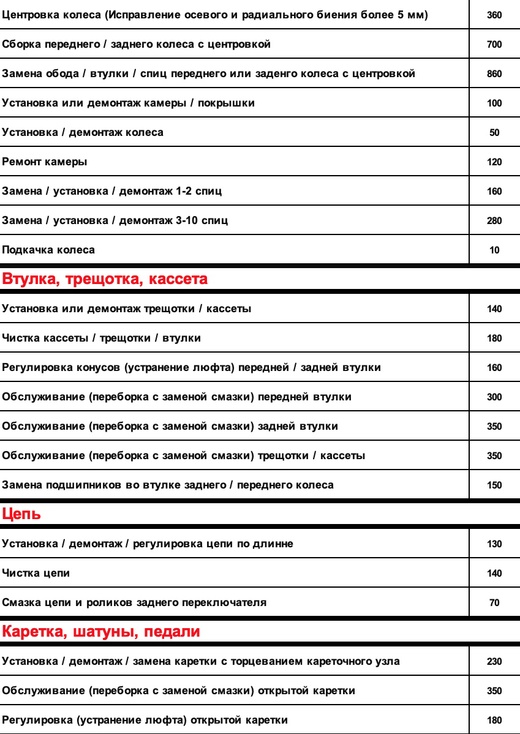 Центровка колеса (Исправление осевого и радиального биения более 5 мм) 360
Сборка переднего / заднего колеса с центровкой 700
Замена обода / втулки / спиц переднего или заденго колеса с центровкой 860
Установка или демонтаж камеры / покрышки 100
Установка / демонтаж колеса 50
Ремонт камеры 120
Замена / установка / демонтаж 1-2 спиц 160
Замена / установка / демонтаж 3-10 спиц 280
Подкачка колеса 10
Втулка, трещотка, кассета
Установка или демонтаж трещотки / кассеты 140
Чистка кассеты / трещотки / втулки 180
Регулировка конусов (устранение люфта) передней / задней втулки 160
Обслуживание (переборка с заменой смазки) передней втулки 300
Обслуживание (переборка с заменой смазки) задней втулки 350
Обслуживание (переборка с заменой смазки) трещотки / кассеты 350
Замена подшипников во втулке заднего / переднего колеса 150
Цепь
Установка / демонтаж / регулировка цепи по длинне 130
Чистка цепи 140
Смазка цепи и роликов заднего переключателя 70
Каретка, шатуны, педали
Установка / демонтаж / замена каретки с торцеванием кареточного узла 230
Обслуживание (переборка с заменой смазки) открытой каретки 350
Регулировка (устранение люфта) открытой каретки 180